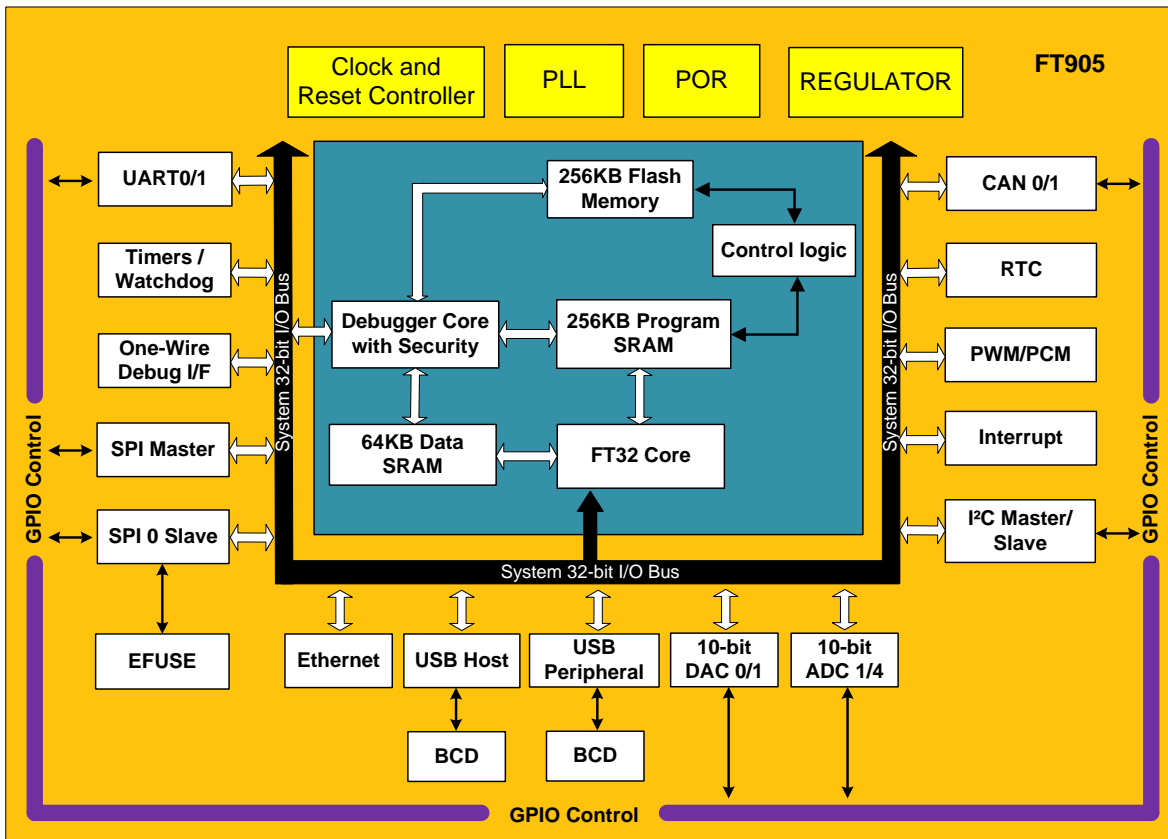 FT905
Clock and
Reset Controller
PLL
POR
REGULATOR
UART0/1
Timers /
Watchdog
One-Wire
Debug I/F
SPI Master
SPI 0 Slave
EFUSE
GPIO Control
System 32-bit I/O Bus
256KB Flash
Memory
Control logic
Debugger Core
with Security
256KB Program
SRAM
64KB Data
SRAM
FT32 Core
System 32-bit I/O Bus
System 32-bit I/O Bus
CAN 0/1
RTC
PWM/PCM
Interrupt
I²C Master/
Slave
GPIO Control
Ethernet
USB Host
USB
Peripheral
10-bit
DAC 0/1
10-bit
ADC 1/4
BCD
BCD
GPIO Control